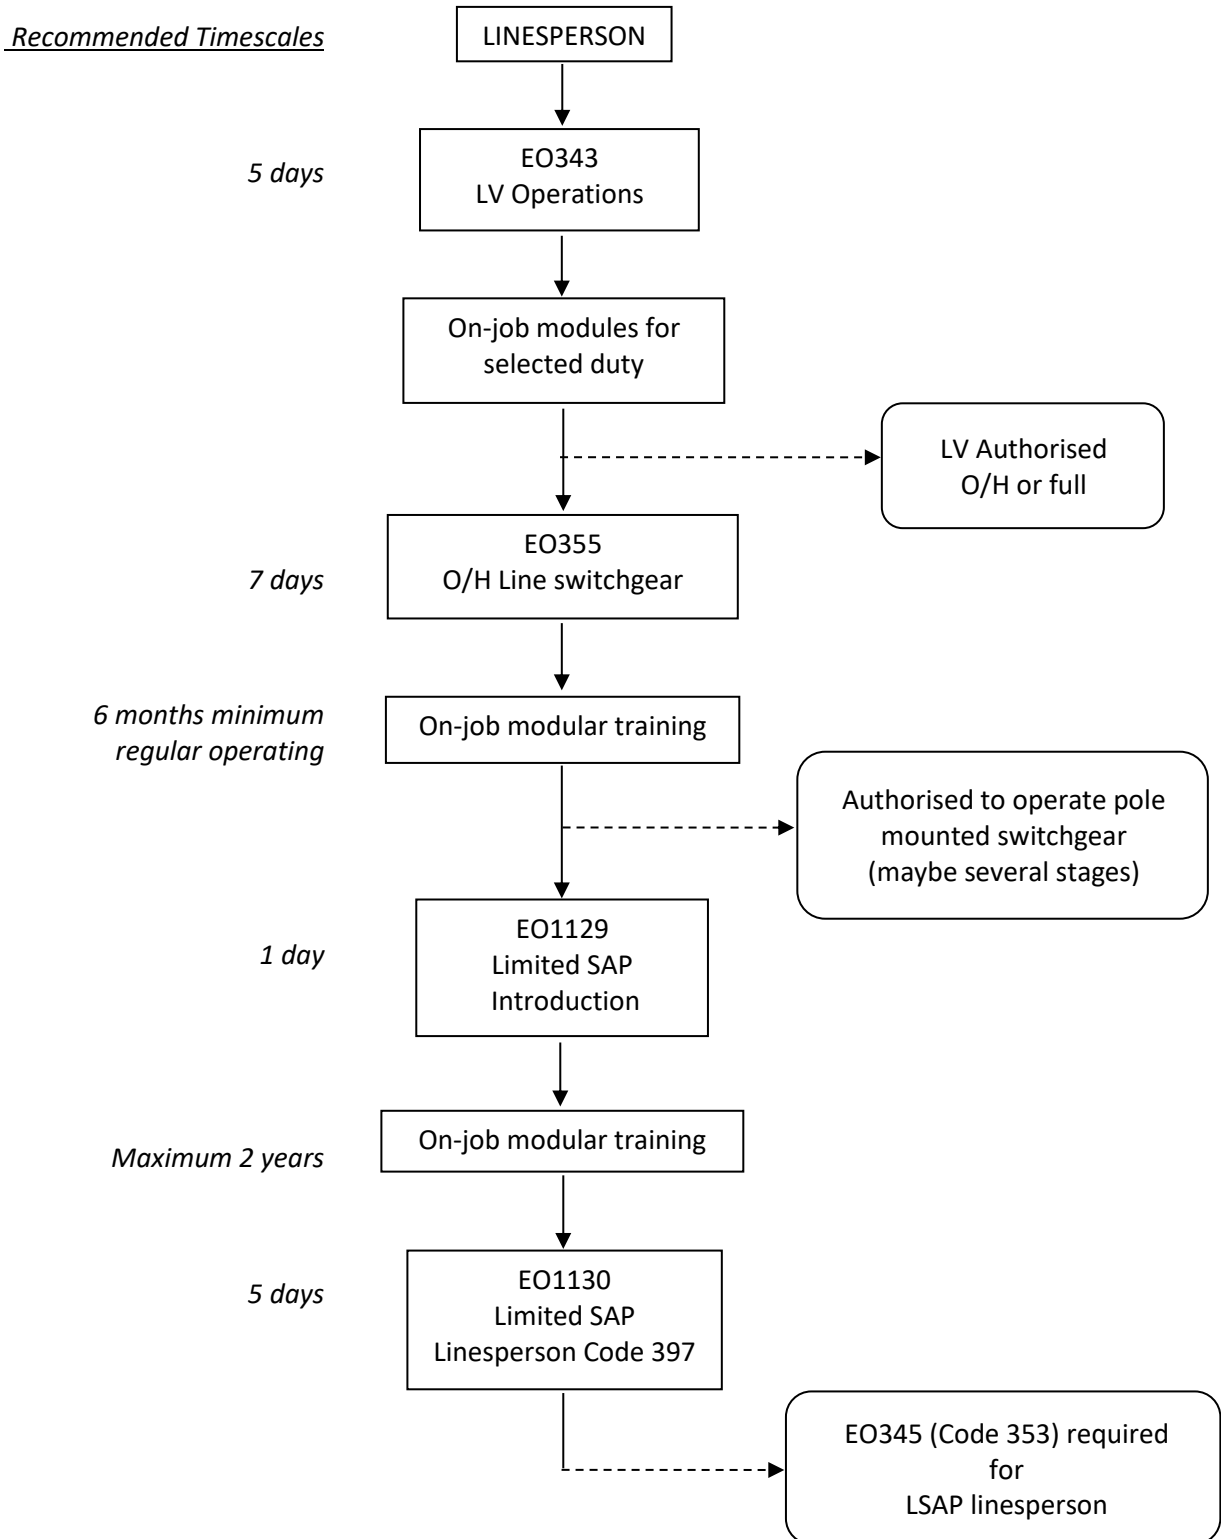 Recommended Timescales
LINESPERSON
5 days
EO343
LV Operations
On-job modules for
selected duty
LV Authorised
O/H or full
7 days
EO355
O/H Line switchgear
6 months minimum
regular operating
On-job modular training
Authorised to operate pole
mounted switchgear
(maybe several stages)
1 day
EO1129
Limited SAP
Introduction
Maximum 2 years
On-job modular training
5 days
EO1130
Limited SAP
Linesperson Code 397
EO345 (Code 353) required
for
LSAP linesperson